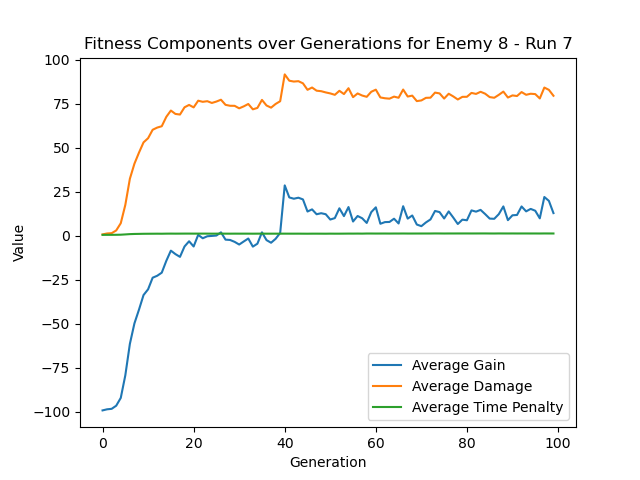 Fitness Components over Generations for Enemy 8 - Run 7
100
75
50
25
0
−25
−50
−75
−100
Value
0 20 40 60 80 100
Generation
Average Gain
Average Damage
Average Time Penalty